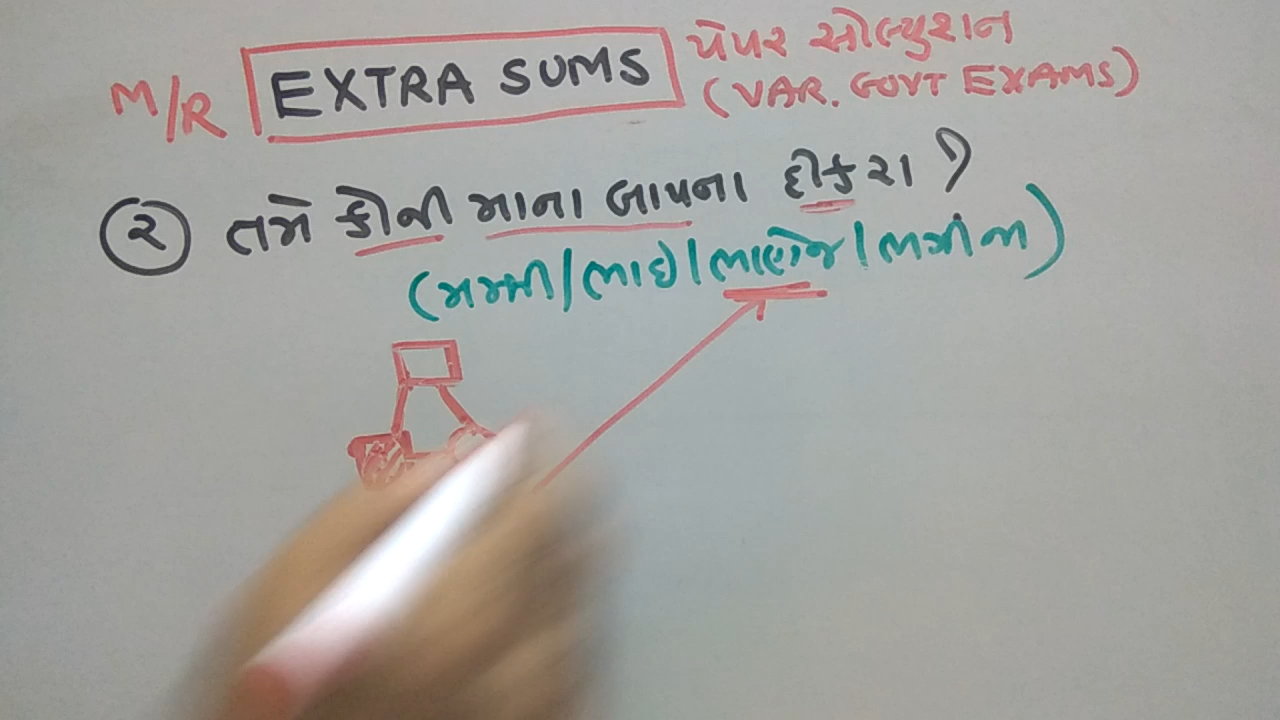 M/R EXTRA SUMS પેપર સોલ્યુશન
(VAR. GOVT EXAMS)
૨ તમે કોની માના બાપના દીકરા ?
(મમ્મી/ભાઇ/ભાણેજ/ભત્રીજા)